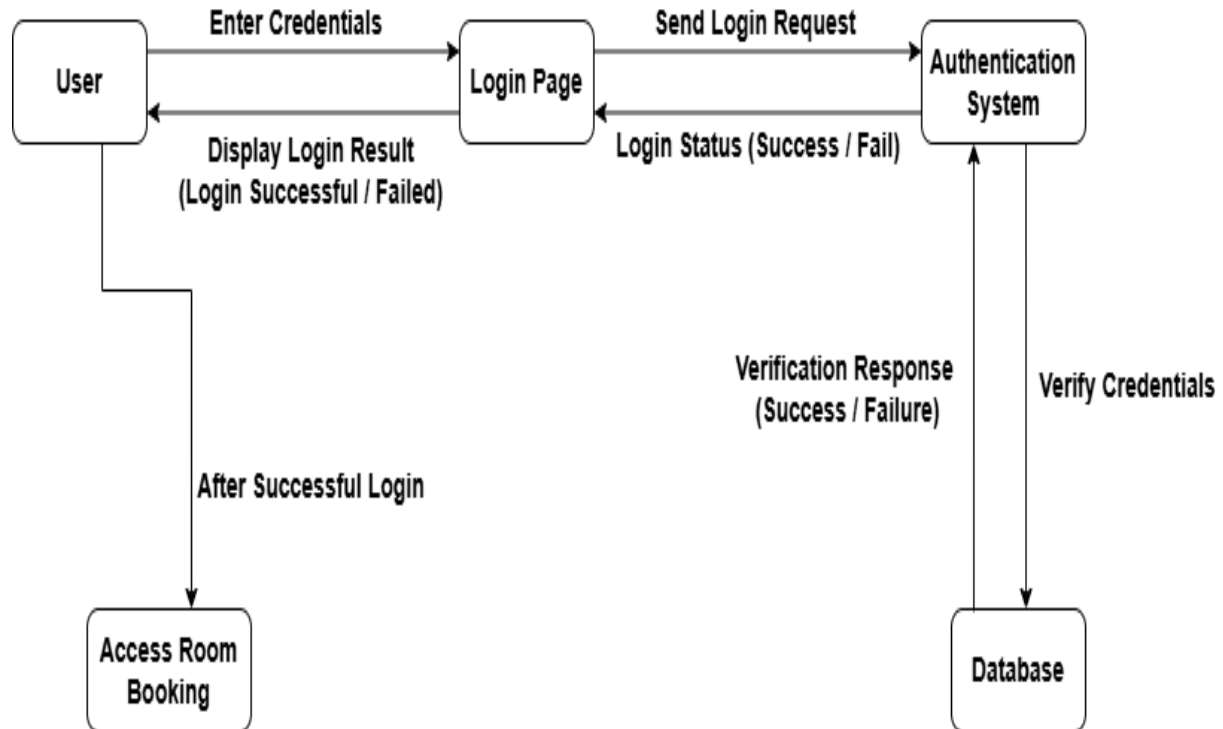 Enter Credentials
Send Login Request
User
Login Page
Authentication
System
Display Login Result
(Login Successful / Failed)
Login Status (Success / Fail)
Verification Response
(Success / Failure)
Verify Credentials
After Successful Login
Access Room
Booking
Database